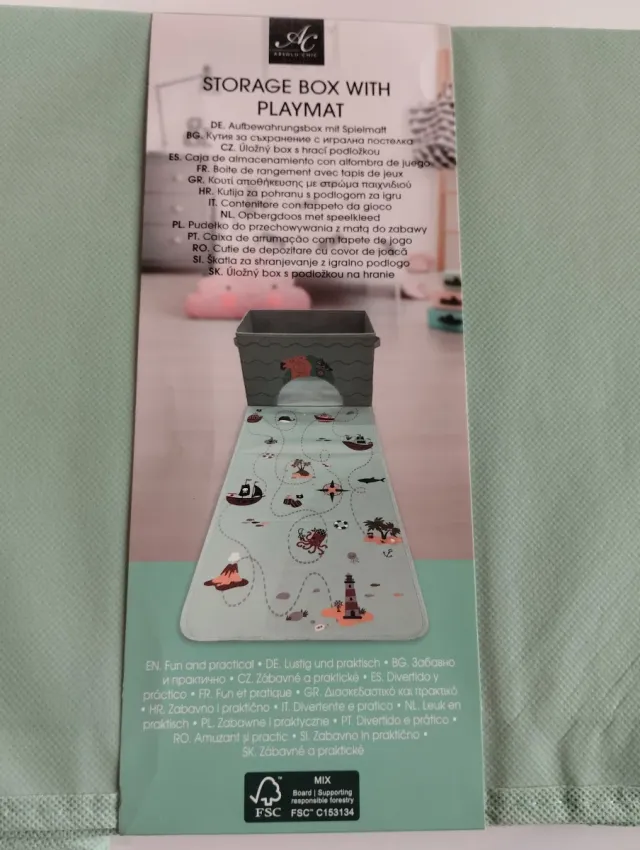 AC
ABSOLU CHIC
STORAGE BOX WITH
PLAYMAT
DE. Aufbewahrungsbox mit Spielmatt
BG. Кутия за съхранение с игрална постелка
CZ. Úložný box s hrací podložkou
ES. Caja de almacenamiento con alfombra de juego
FR. Boite de rangement avec tapis de jeux
GR. Κουτί αποθήκευσης με στρώμα παιχνιδιού
HR. Kutija za pohranu s podlogom za igru
IT. Contenitore con tappeto da gioco
NL. Opbergdoos met speelkleed
PL. Pudełko do przechowywania z matą do zabawy
PT. Caixa de arrumação com tapete de jogo
RO. Cutie de depozitare cu covor de joacă
SI. Škatla za shranjevanje z igralno podlogo
SK. Úložný box s podložkou na hranie
EN. Fun and practical • DE. Lustig und praktisch • BG. Забавно
и практично • CZ. Zábavné a praktické • ES. Divertido y
práctico • FR. Fun et pratique • GR. Διασκεδαστικό και πρακτικό
• HR. Zabavno i praktično • IT. Divertente e pratico • NL. Leuk en
praktisch • PL. Zabawne i praktyczne • PT. Divertido e prático •
RO. Amuzant și practic • SI. Zabavno in praktično •
SK. Zábavné a praktické
FSC
MIX
Board | Supporting
responsible forestry
FSC™ C153134